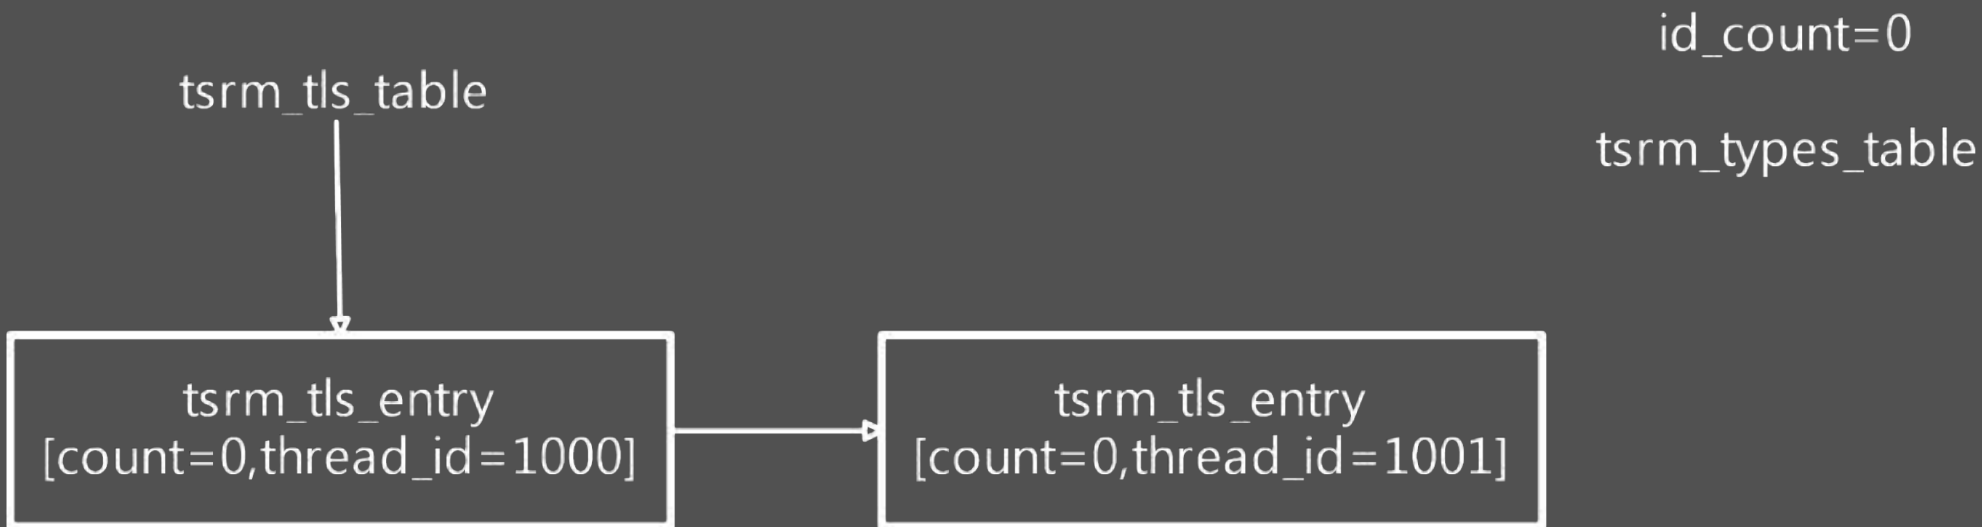 id_count=0
tsrm_tls_table
tsrm_types_table
tsrm_tls_entry
[count=0,thread_id=1000]
tsrm_tls_entry
[count=0,thread_id=1001]